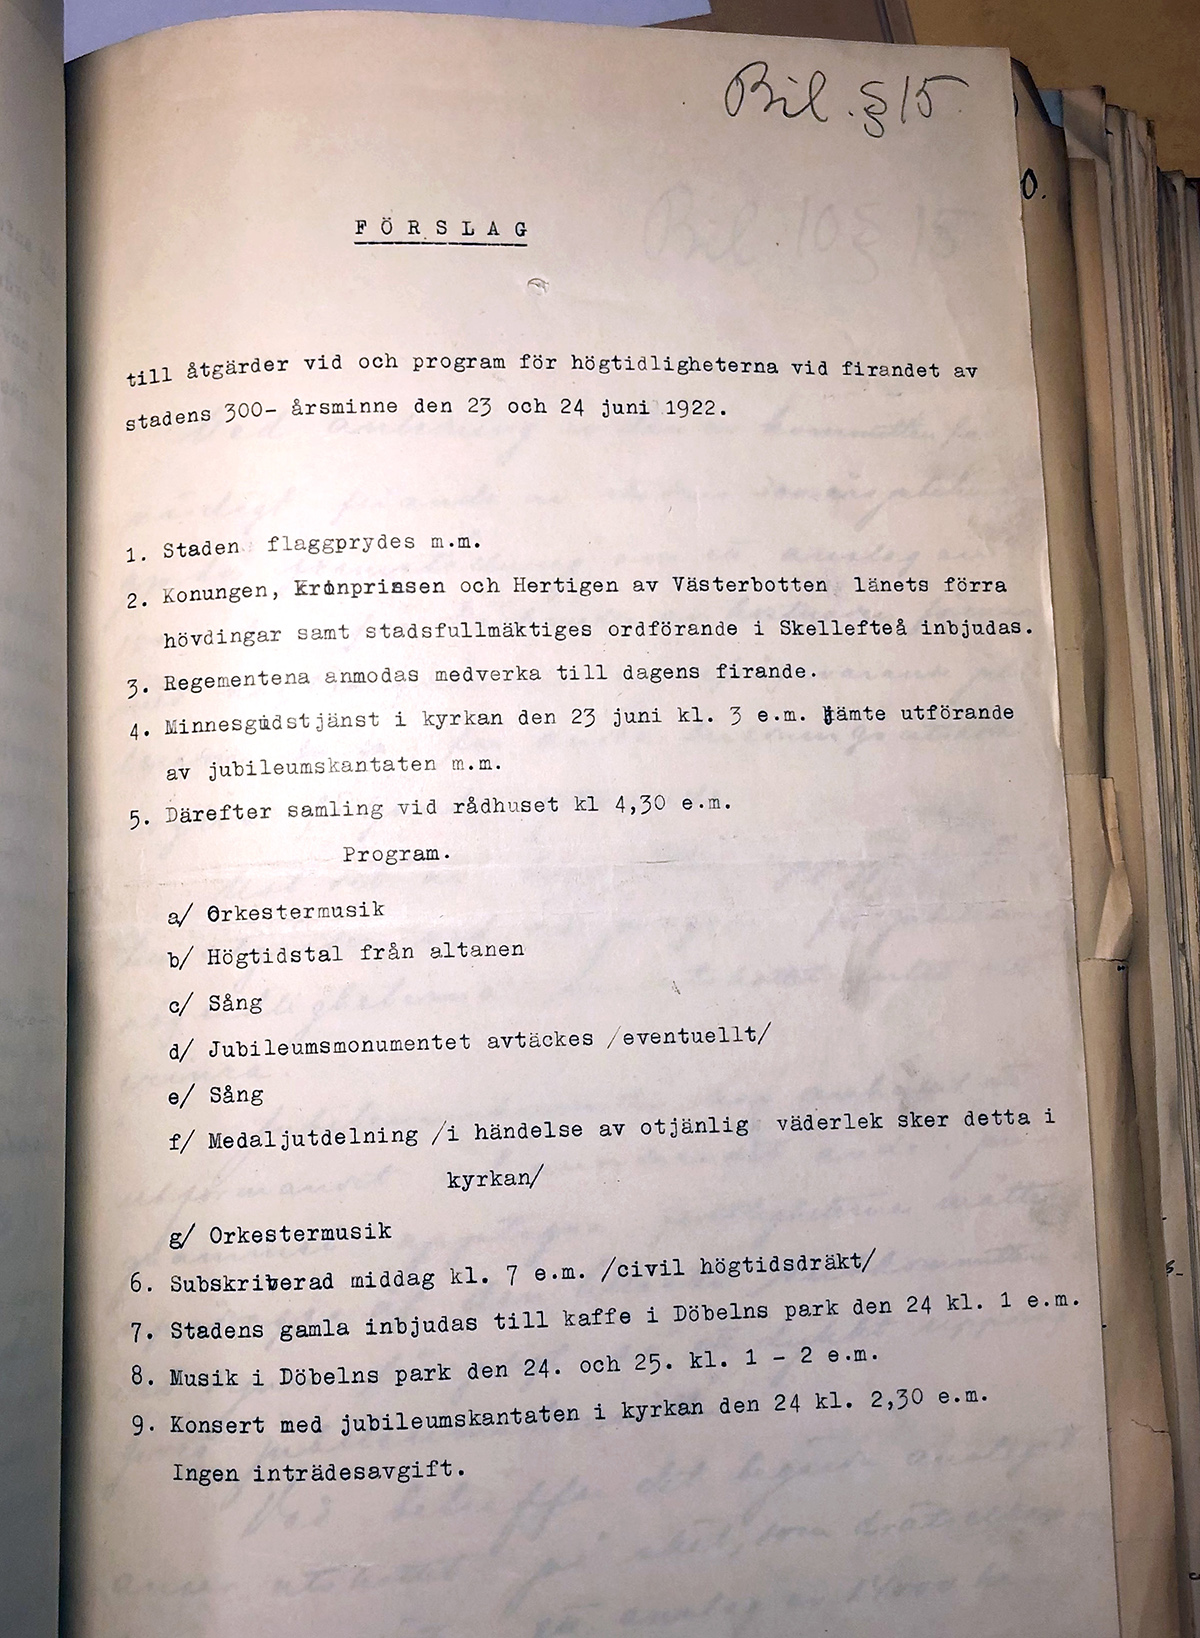 Bil. § 15
Bil. 10 § 15
0.
FÖRSLAG
till åtgärder vid och program för högtidligheterna vid firandet av
stadens 300- årsminne den 23 och 24 juni 1922.
1. Staden flaggprydes m.m.
2. Konungen, Kronprinsen och Hertigen av Västerbotten länets förra
hövdingar samt stadsfullmäktiges ordförande i Skellefteå inbjudas.
3. Regementena anmodas medverka till dagens firande.
4. Minnesgudstjänst i kyrkan den 23 juni kl. 3 e.m. jämte utförande
av jubileumskantaten m.m.
5. Därefter samling vid rådhuset kl 4,30 e.m.
Program.
a/ Orkestermusik
b/ Högtidstal från altanen
c/ Sång
d/ Jubileumsmonumentet avtäckes /eventuellt/
e/ Sång
f/ Medaljutdelning /i händelse av otjänlig väderlek sker detta i
kyrkan/
g/ Orkestermusik
6. Subskriberad middag kl. 7 e.m. /civil högtidsdräkt/
7. Stadens gamla inbjudas till kaffe i Döbelns park den 24 kl. 1 e.m.
8. Musik i Döbelns park den 24. och 25. kl. 1 - 2 e.m.
9. Konsert med jubileumskantaten i kyrkan den 24 kl. 2,30 e.m.
Ingen inträdesavgift.